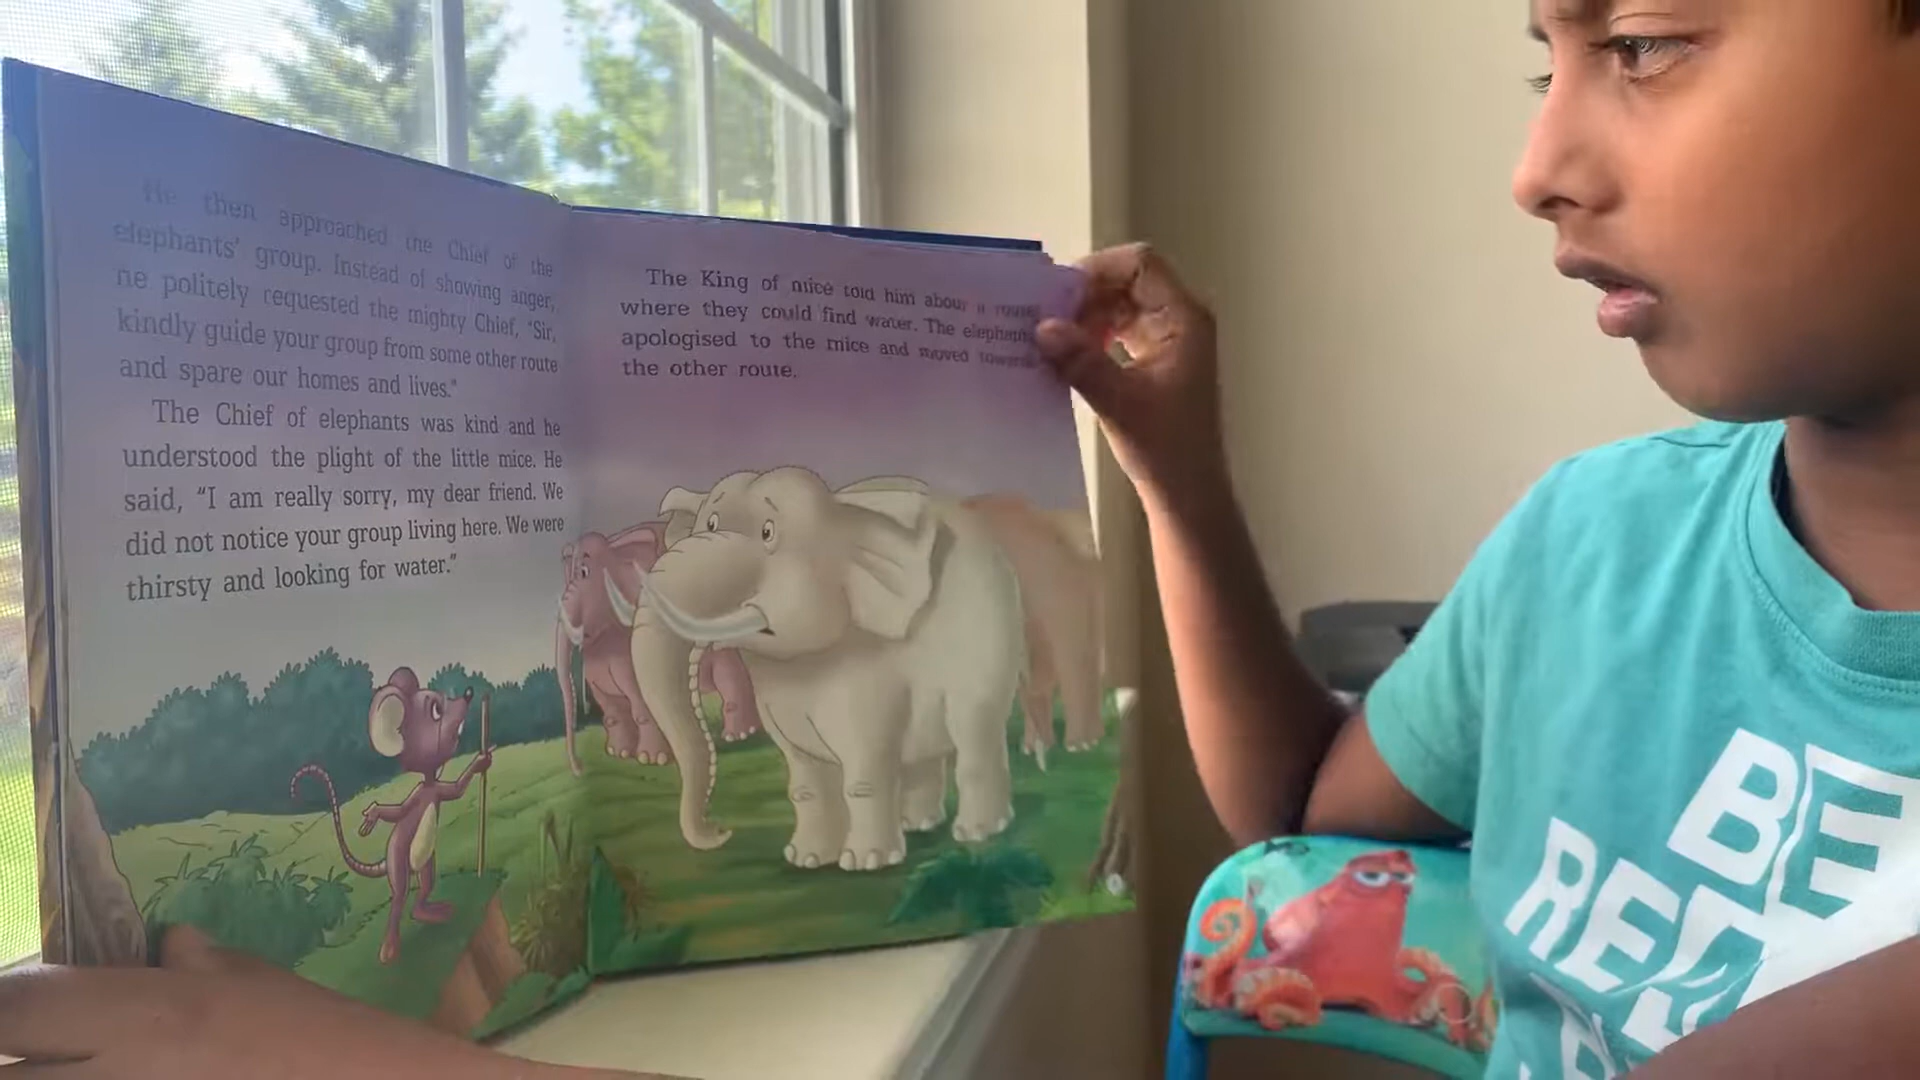 He then approached the Chief of the
elephants' group. Instead of showing anger,
he politely requested the mighty Chief, "Sir,
kindly guide your group from some other route
and spare our homes and lives."
The Chief of elephants was kind and he
understood the plight of the little mice. He
said, "I am really sorry, my dear friend. We
did not notice your group living here. We were
thirsty and looking for water."
The King of mice told him about a route
where they could find water. The elephants
apologised to the mice and moved towards
the other route.
BE